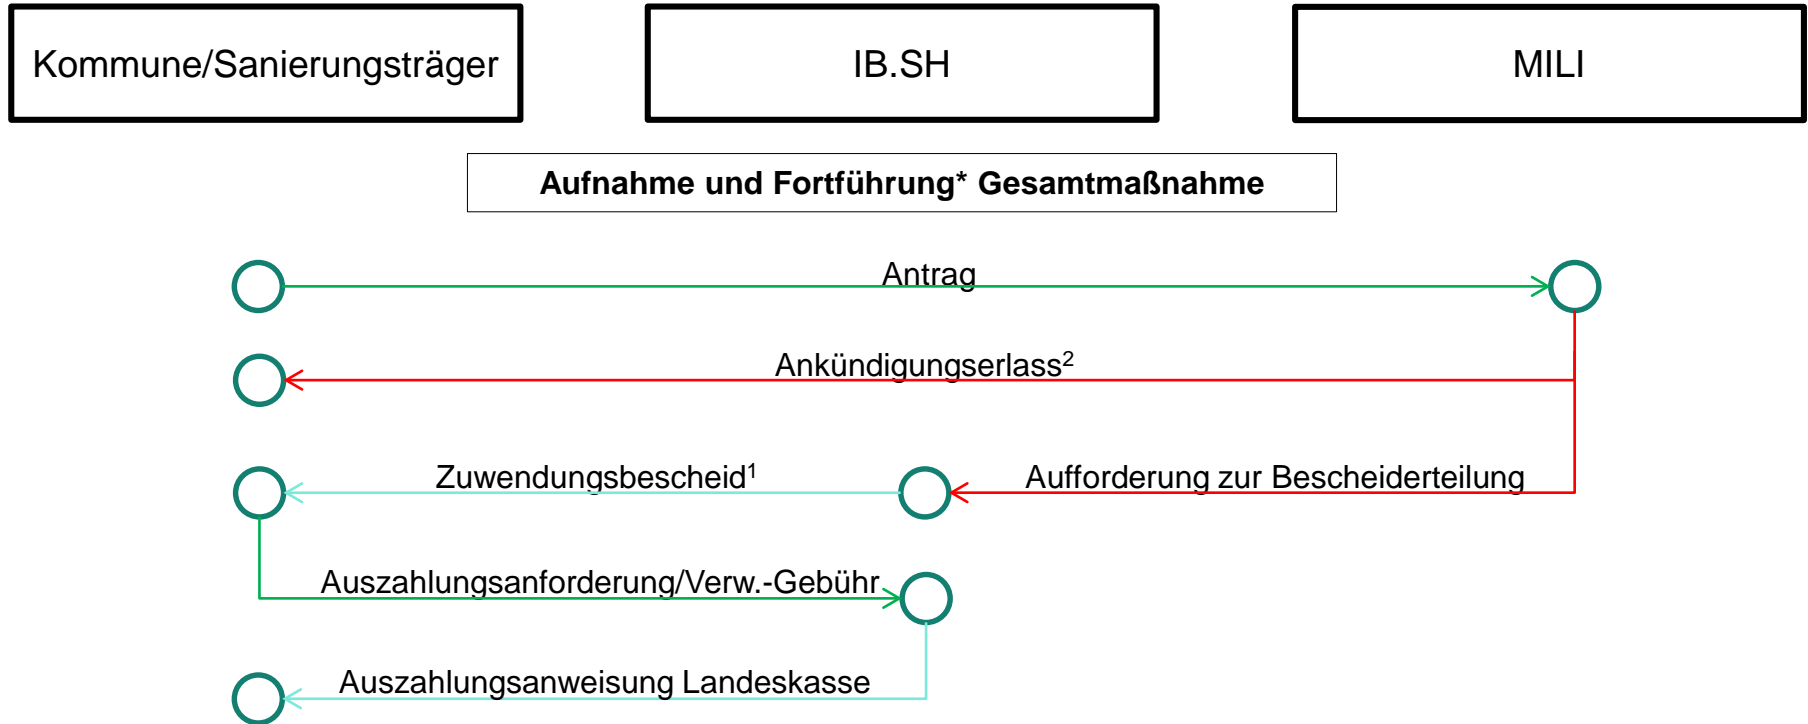 Kommune/Sanierungsträger
IB.SH
MILI
Aufnahme und Fortführung* Gesamtmaßnahme
Antrag
Ankündigungserlass²
Zuwendungsbescheid¹
Aufforderung zur Bescheiderteilung
Auszahlungsanforderung/Verw.-Gebühr
Auszahlungsanweisung Landeskasse